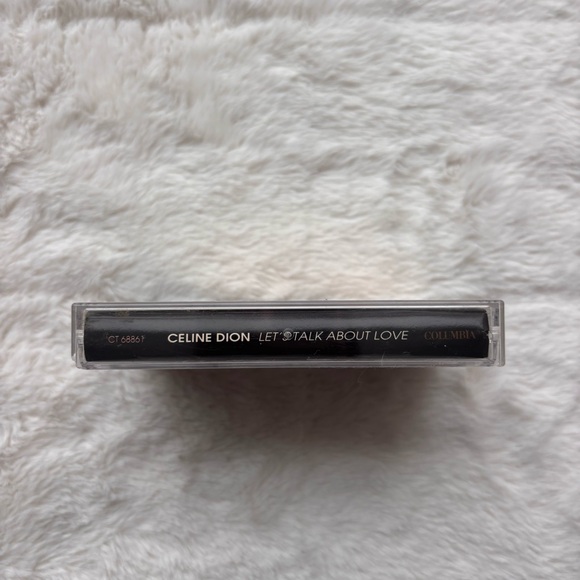 CT 68861 CELINE DION LET'S TALK ABOUT LOVE COLUMBIA